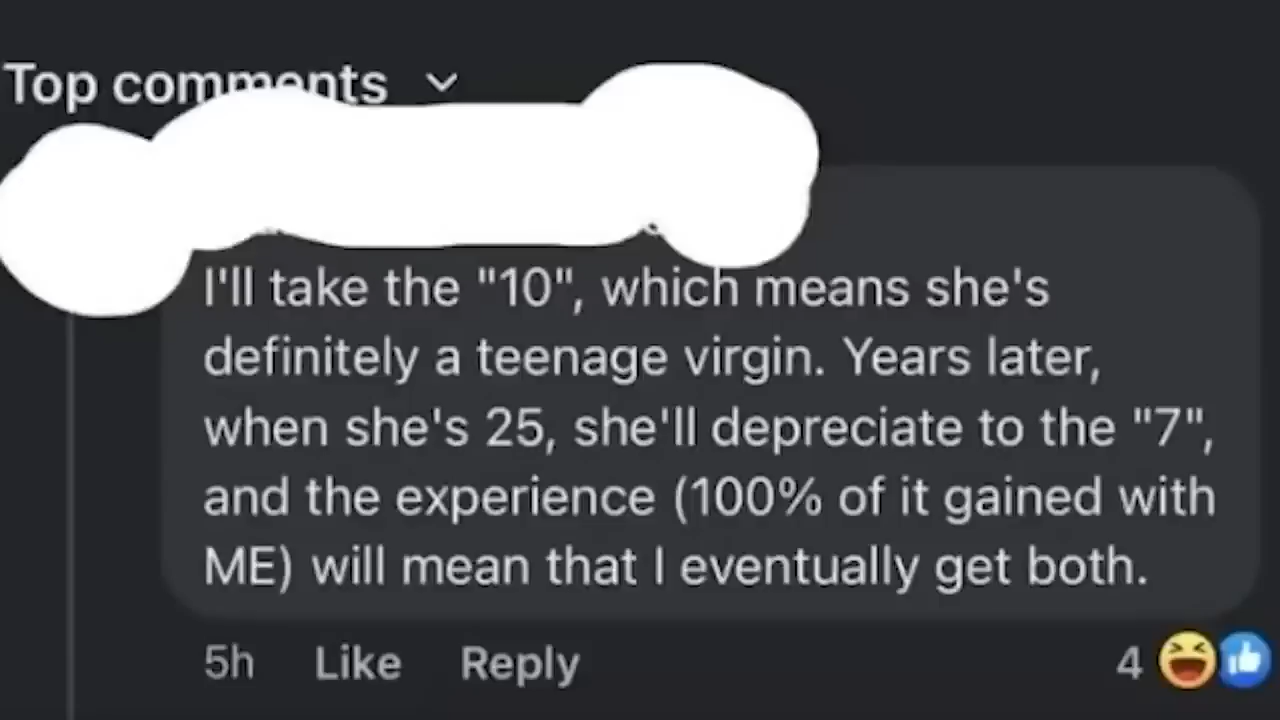 Top comments
I'll take the "10", which means she's
definitely a teenage virgin. Years later,
when she's 25, she'll depreciate to the "7",
and the experience (100% of it gained with
ME) will mean that I eventually get both.
5h Like Reply 4